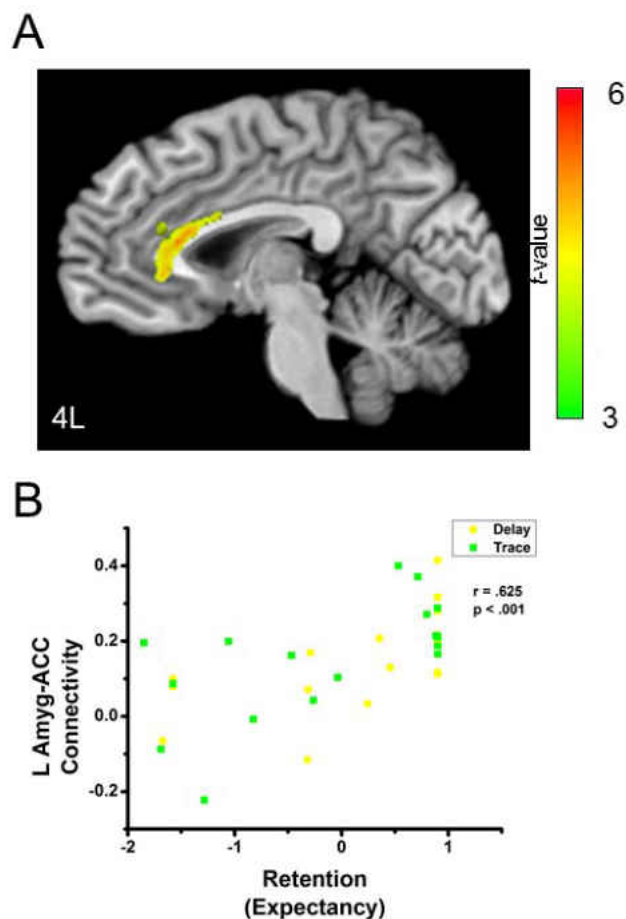 A
6
t-value
3
4L
B
Delay
Trace
r = .625
p < .001
0.4
0.2
0.0
-0.2
L Amyg-ACC
Connectivity
-2
-1
0
1
Retention
(Expectancy)